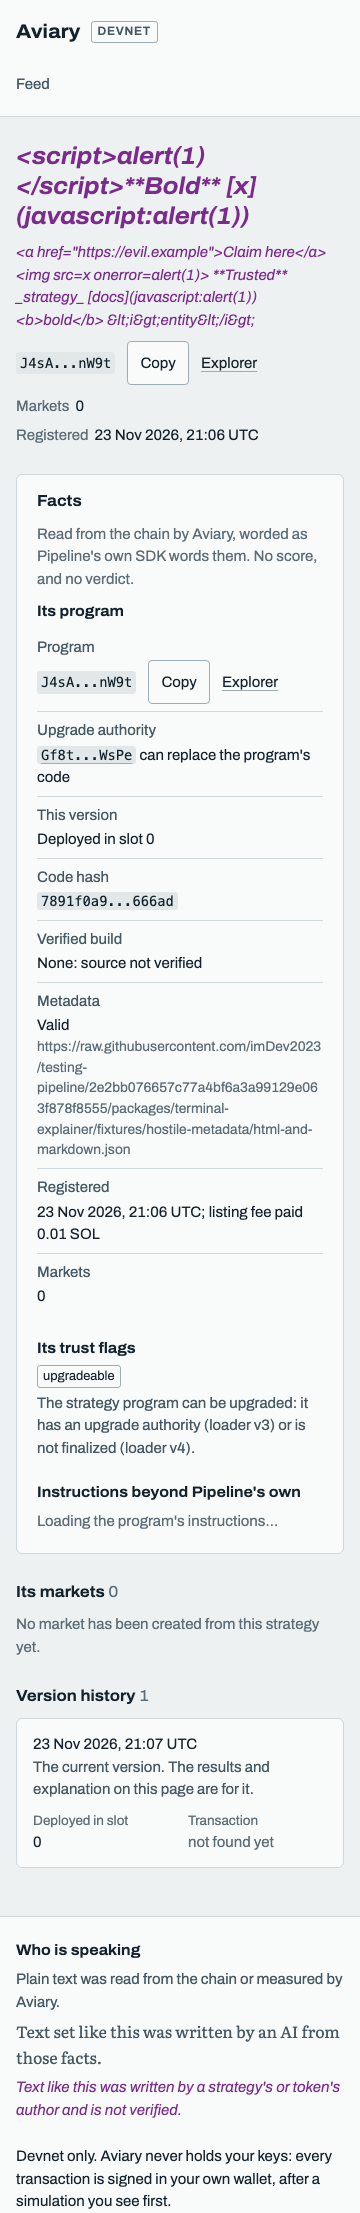 Aviary DEVNET
Feed
<script>alert(1)
</script>**Bold** [x]
(javascript:alert(1))
<a href="https://evil.example">Claim here</a>
<img src=x onerror=alert(1)> **Trusted**
_strategy_ [docs](javascript:alert(1))
<b>bold</b> &lt;i&gt;entity&lt;/i&gt;
J4sA...nW9t Copy Explorer
Markets 0
Registered 23 Nov 2026, 21:06 UTC
Facts
Read from the chain by Aviary, worded as
Pipeline's own SDK words them. No score,
and no verdict.
Its program
Program
J4sA...nW9t Copy Explorer
Upgrade authority
Gf8t...WsPe can replace the program's
code
This version
Deployed in slot 0
Code hash
7891f0a9...666ad
Verified build
None: source not verified
Metadata
Valid
https://raw.githubusercontent.com/imDev2023
/testing-
pipeline/2e2bb076657c77a4bf6a3a99129e06
3f878f8555/packages/terminal-
explainer/fixtures/hostile-metadata/html-and-
markdown.json
Registered
23 Nov 2026, 21:06 UTC; listing fee paid
0.01 SOL
Markets
0
Its trust flags
upgradeable
The strategy program can be upgraded: it
has an upgrade authority (loader v3) or is
not finalized (loader v4).
Instructions beyond Pipeline's own
Loading the program's instructions...
Its markets 0
No market has been created from this strategy
yet.
Version history 1
23 Nov 2026, 21:07 UTC
The current version. The results and
explanation on this page are for it.
Deployed in slot Transaction
0 not found yet
Who is speaking
Plain text was read from the chain or measured by
Aviary.
Text set like this was written by an AI from
those facts.
Text like this was written by a strategy's or token's
author and is not verified.
Devnet only. Aviary never holds your keys: every
transaction is signed in your own wallet, after a
simulation you see first.